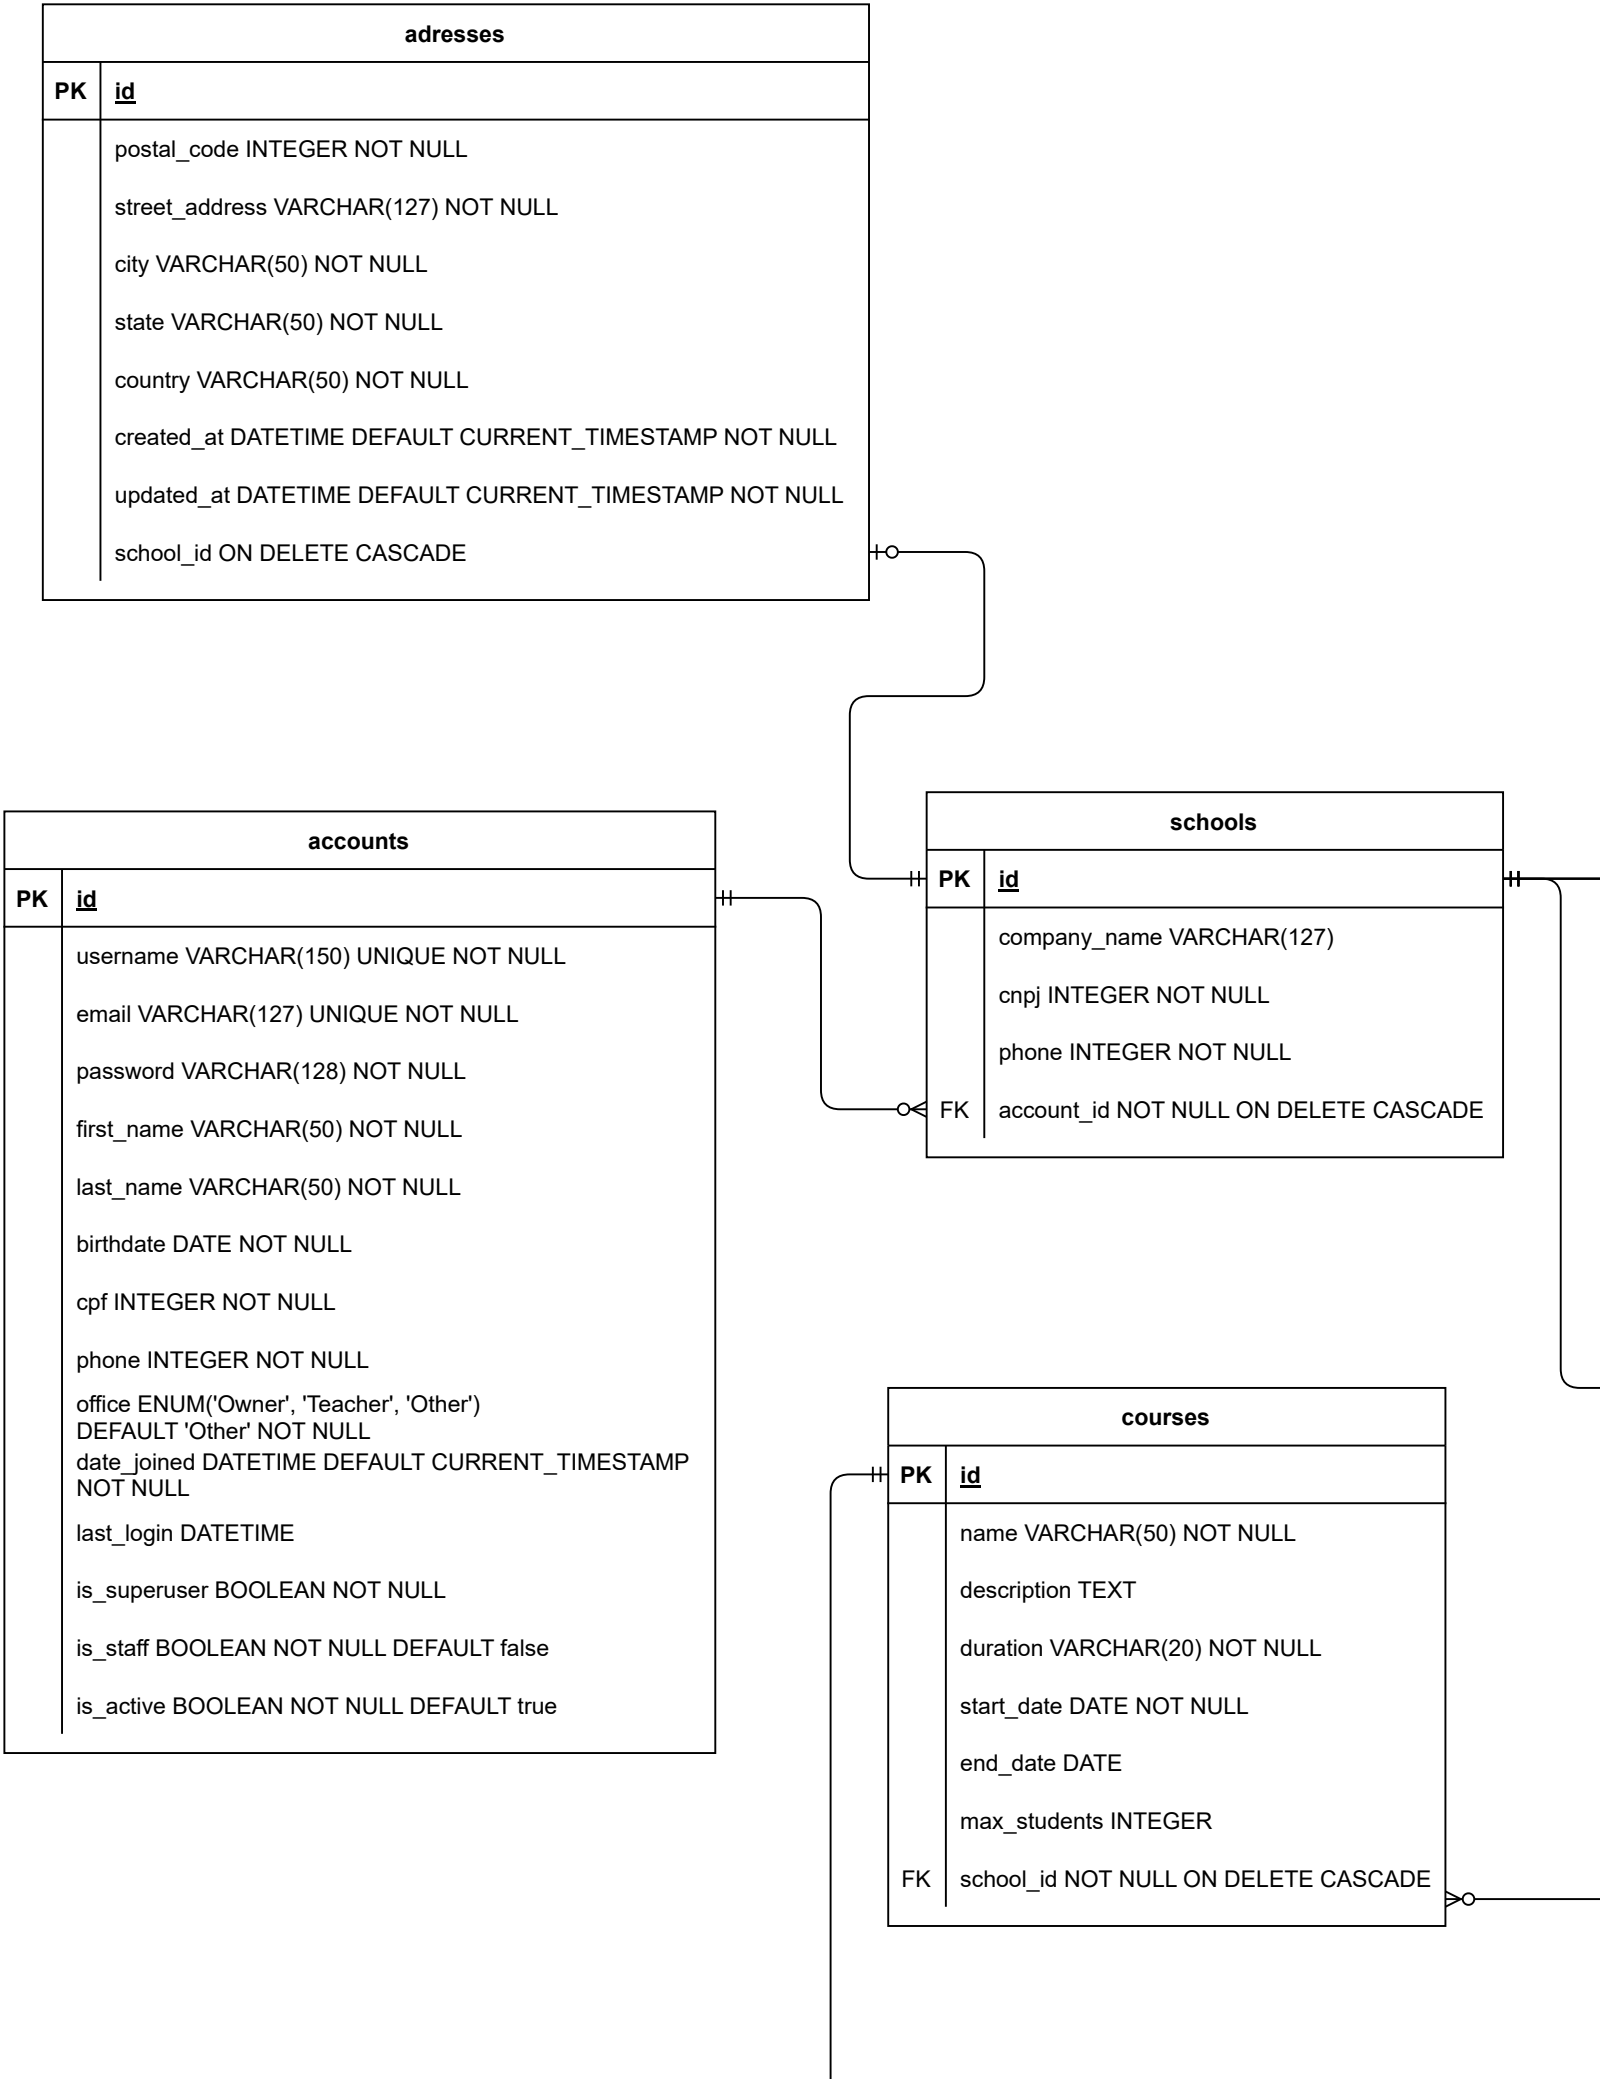 adresses
PK id
postal_code INTEGER NOT NULL
street_address VARCHAR(127) NOT NULL
city VARCHAR(50) NOT NULL
state VARCHAR(50) NOT NULL
country VARCHAR(50) NOT NULL
created_at DATETIME DEFAULT CURRENT_TIMESTAMP NOT NULL
updated_at DATETIME DEFAULT CURRENT_TIMESTAMP NOT NULL
school_id ON DELETE CASCADE
accounts
PK id
username VARCHAR(150) UNIQUE NOT NULL
email VARCHAR(127) UNIQUE NOT NULL
password VARCHAR(128) NOT NULL
first_name VARCHAR(50) NOT NULL
last_name VARCHAR(50) NOT NULL
birthdate DATE NOT NULL
cpf INTEGER NOT NULL
phone INTEGER NOT NULL
office ENUM('Owner', 'Teacher', 'Other')
DEFAULT 'Other' NOT NULL
date_joined DATETIME DEFAULT CURRENT_TIMESTAMP
NOT NULL
last_login DATETIME
is_superuser BOOLEAN NOT NULL
is_staff BOOLEAN NOT NULL DEFAULT false
is_active BOOLEAN NOT NULL DEFAULT true
schools
PK id
company_name VARCHAR(127)
cnpj INTEGER NOT NULL
phone INTEGER NOT NULL
FK account_id NOT NULL ON DELETE CASCADE
courses
PK id
name VARCHAR(50) NOT NULL
description TEXT
duration VARCHAR(20) NOT NULL
start_date DATE NOT NULL
end_date DATE
max_students INTEGER
FK school_id NOT NULL ON DELETE CASCADE